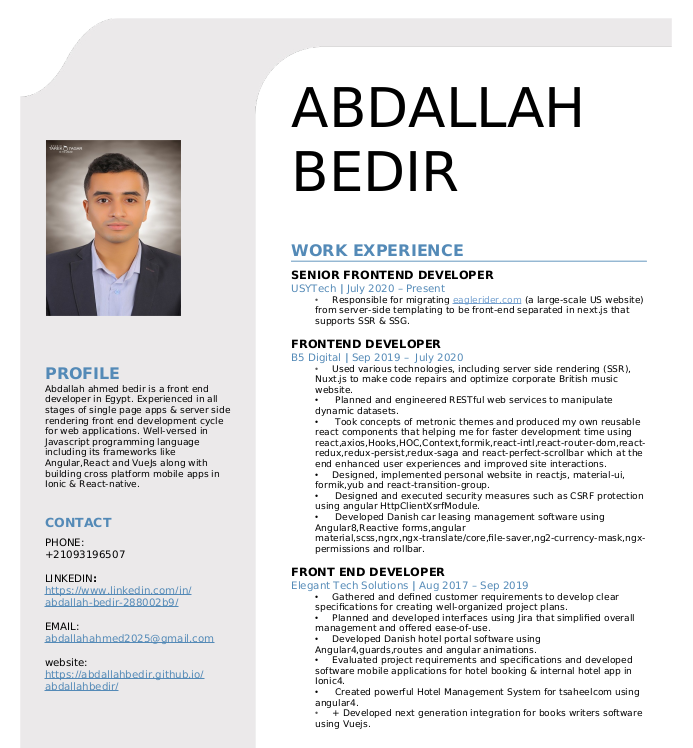 ABDALLAH
BEDIR
PROFILE
Abdallah ahmed bedir is a front end
developer in Egypt. Experienced in all
stages of single page apps & server side
rendering front end development cycle
for web applications. Well-versed in
Javascript programming language
including its frameworks like
Angular,React and VueJs along with
building cross platform mobile apps in
Ionic & React-native.
CONTACT
PHONE:
+21093196507
LINKEDIN:
https://www.linkedin.com/in/
abdallah-bedir-288002b9/
EMAIL:
abdallahahmed2025@gmail.com
website:
https://abdallahbedir.github.io/
abdallahbedir/
WORK EXPERIENCE
SENIOR FRONTEND DEVELOPER
USYTech | July 2020 – Present
• Responsible for migrating eaglerider.com (a large-scale US website)
from server-side templating to be front-end separated in next.js that
supports SSR & SSG.
FRONTEND DEVELOPER
B5 Digital | Sep 2019 – July 2020
• Used various technologies, including server side rendering (SSR),
Nuxt.js to make code repairs and optimize corporate British music
website.
• Planned and engineered RESTful web services to manipulate
dynamic datasets.
• Took concepts of metronic themes and produced my own reusable
react components that helping me for faster development time using
react,axios,Hooks,HOC,Context,formik,react-intl,react-router-dom,react-
redux,redux-persist,redux-saga and react-perfect-scrollbar which at the
end enhanced user experiences and improved site interactions.
• Designed, implemented personal website in reactjs, material-ui,
formik,yub and react-transition-group.
• Designed and executed security measures such as CSRF protection
using angular HttpClientXsrfModule.
• Developed Danish car leasing management software using
Angular8,Reactive forms,angular
material,scss,ngrx,ngx-translate/core,file-saver,ng2-currency-mask,ngx-
permissions and rollbar.
FRONT END DEVELOPER
Elegant Tech Solutions | Aug 2017 – Sep 2019
• Gathered and defined customer requirements to develop clear
specifications for creating well-organized project plans.
• Planned and developed interfaces using Jira that simplified overall
management and offered ease-of-use.
• Developed Danish hotel portal software using
Angular4,guards,routes and angular animations.
• Evaluated project requirements and specifications and developed
software mobile applications for hotel booking & internal hotel app in
Ionic4.
• Created powerful Hotel Management System for tsaheelcom using
angular4.
• + Developed next generation integration for books writers software
using Vuejs.